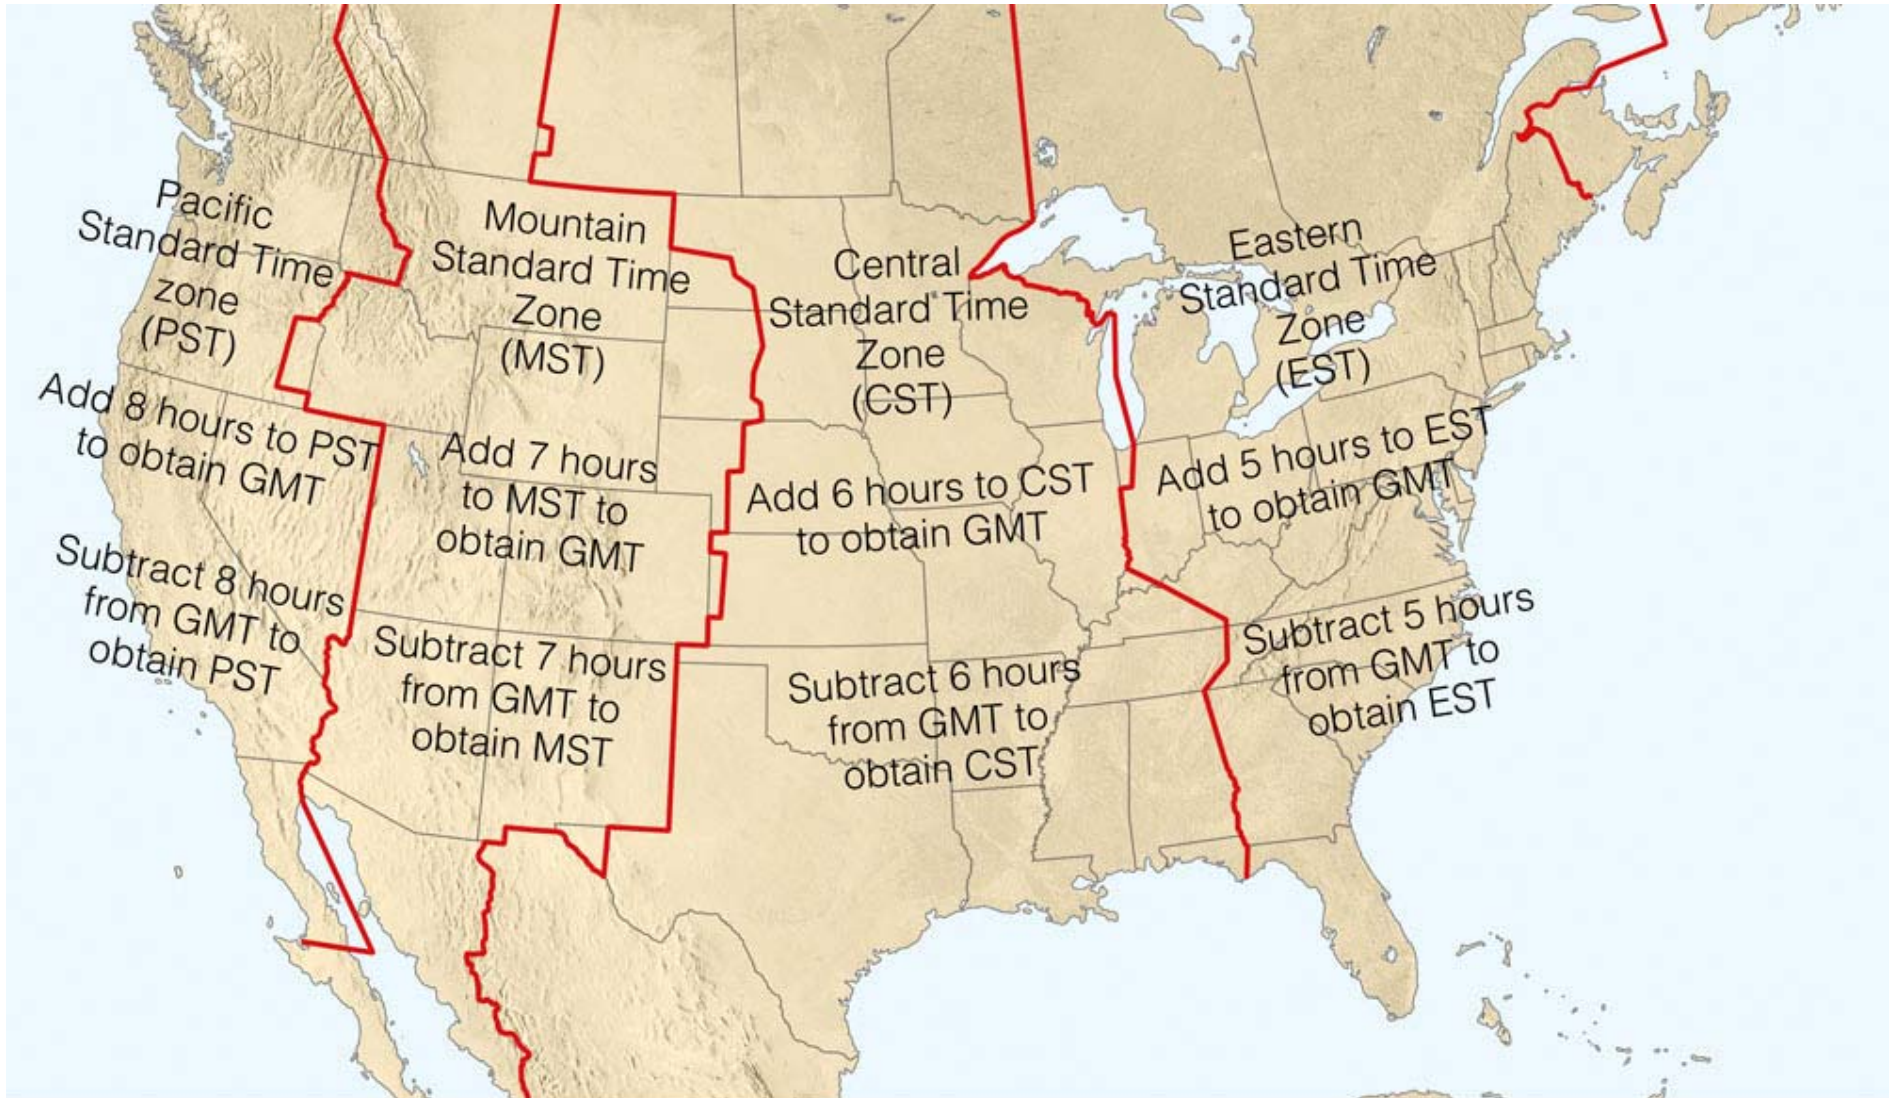 Pacific
Standard Time
zone
(PST)
Add 8 hours to PST
to obtain GMT
Subtract 8 hours
from GMT to
obtain PST
Mountain
Standard Time
Zone
(MST)
Add 7 hours
to MST to
obtain GMT
Subtract 7 hours
from GMT to
obtain MST
Central
Standard Time
Zone
(CST)
Add 6 hours to CST
to obtain GMT
Subtract 6 hours
from GMT to
obtain CST
Eastern
Standard Time
Zone
(EST)
Add 5 hours to EST
to obtain GMT
Subtract 5 hours
from GMT to
obtain EST